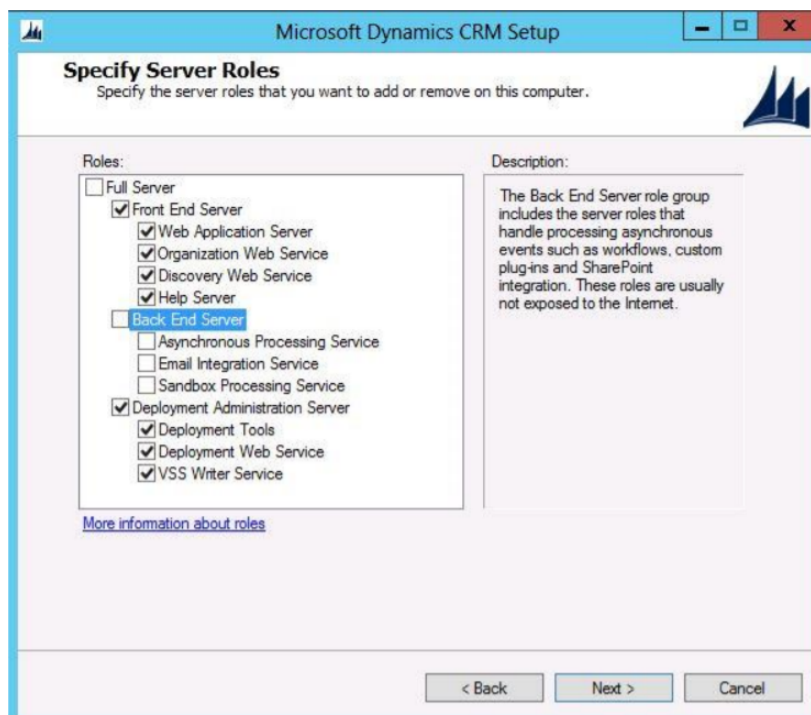 Microsoft Dynamics CRM Setup
Specify Server Roles
Specify the server roles that you want to add or remove on this computer.
Roles:
Full Server
Front End Server
Web Application Server
Organization Web Service
Discovery Web Service
Help Server
Back End Server
Asynchronous Processing Service
Email Integration Service
Sandbox Processing Service
Deployment Administration Server
Deployment Tools
Deployment Web Service
VSS Writer Service
More information about roles
Description:
The Back End Server role group
includes the server roles that
handle processing asynchronous
events such as workflows, custom
plug-ins and SharePoint
integration. These roles are usually
not exposed to the Internet.
< Back
Next >
Cancel